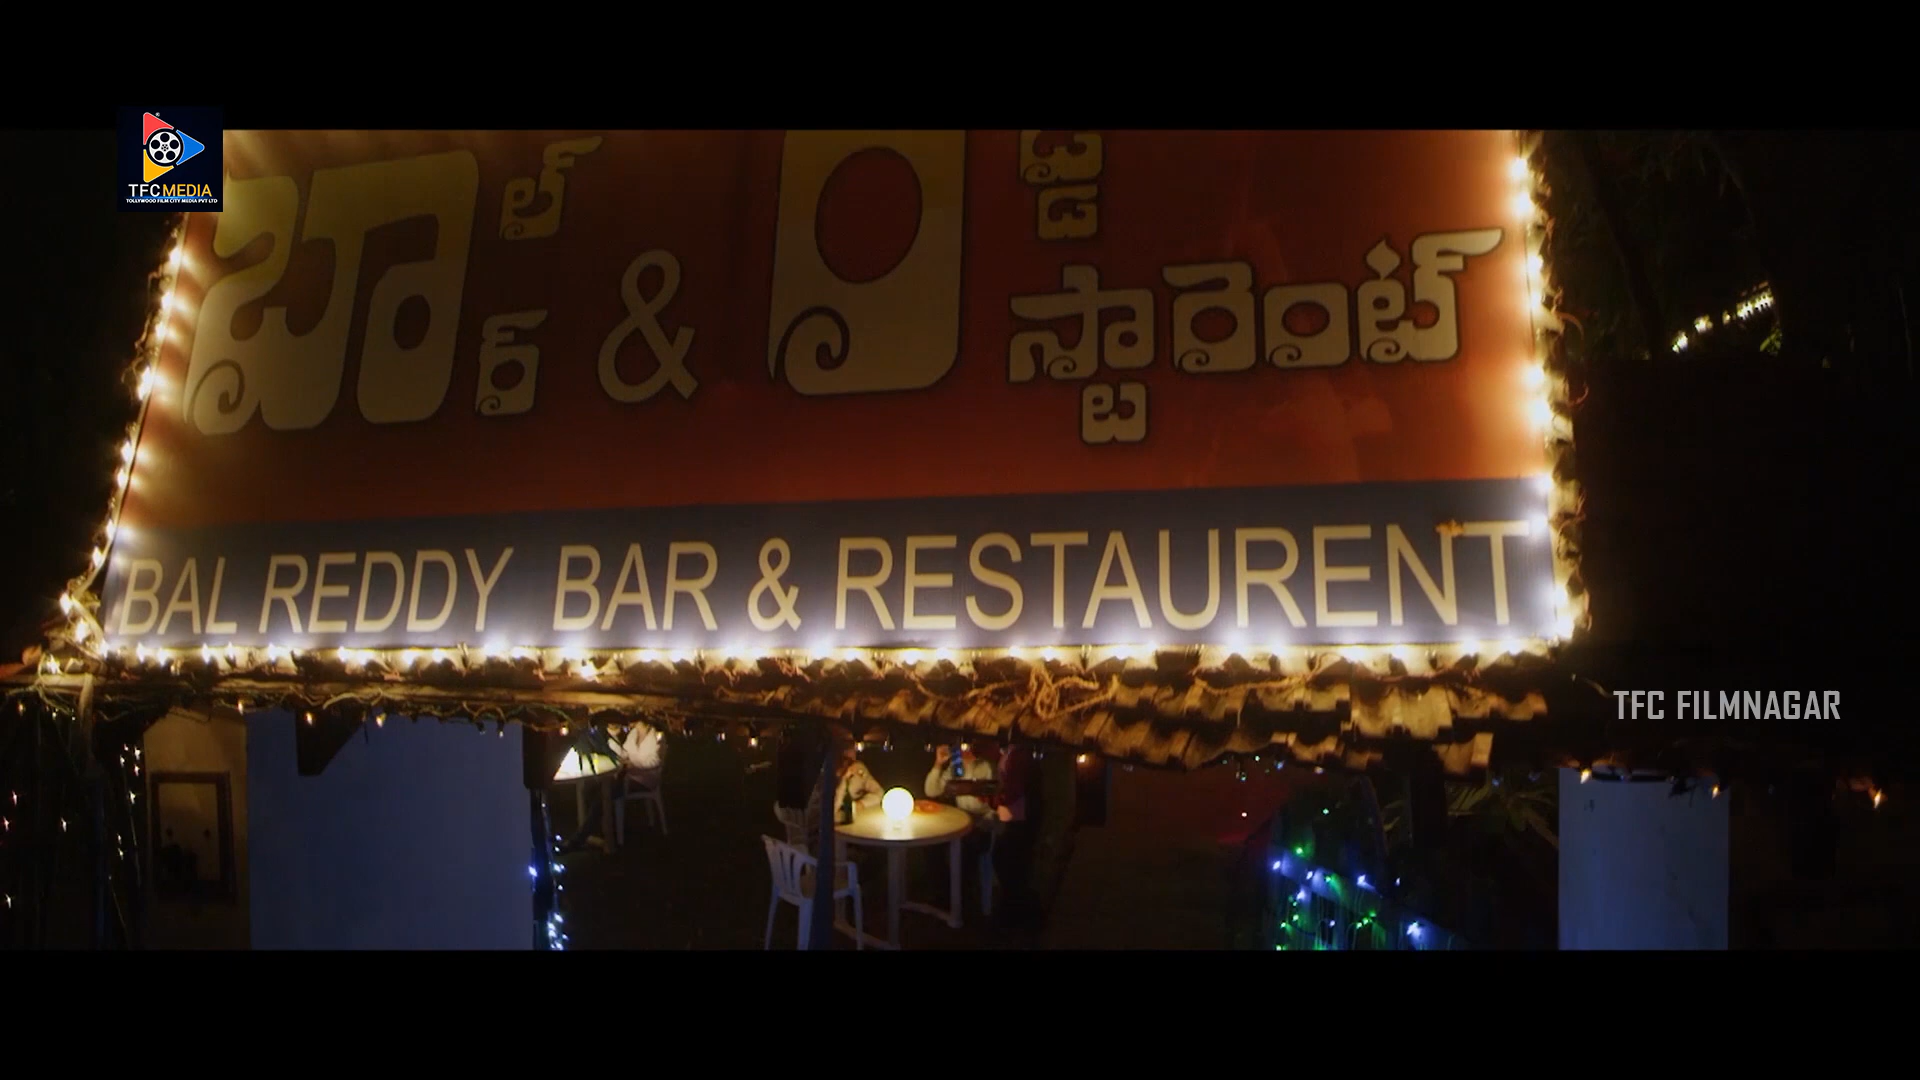 TFC MEDIA
TOLLYWOOD FILM CITY MEDIA PVT LTD
బాల్ రెడ్డి
బార్ & రెస్టారెంట్
BAL REDDY BAR & RESTAURENT
TFC FILMNAGAR